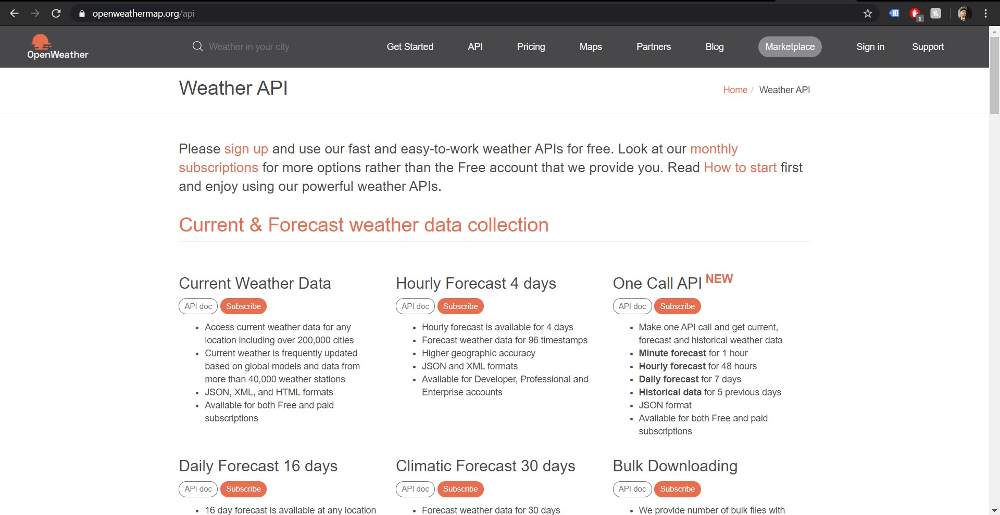 openweathermap.org/api
1
OpenWeather
Weather in your city
Get Started
API
Pricing
Maps
Partners
Blog
Marketplace
Sign in
Support
Weather API
Home / Weather API
Please sign up and use our fast and easy-to-work weather APIs for free. Look at our monthly
subscriptions for more options rather than the Free account that we provide you. Read How to start first
and enjoy using our powerful weather APIs.
Current & Forecast weather data collection
Current Weather Data
API doc
Subscribe
• Access current weather data for any
location including over 200,000 cities
• Current weather is frequently updated
based on global models and data from
more than 40,000 weather stations
• JSON, XML, and HTML formats
• Available for both Free and paid
subscriptions
Hourly Forecast 4 days
API doc
Subscribe
• Hourly forecast is available for 4 days
• Forecast weather data for 96 timestamps
• Higher geographic accuracy
• JSON and XML formats
• Available for Developer, Professional and
Enterprise accounts
One Call API NEW
API doc
Subscribe
• Make one API call and get current,
forecast and historical weather data
• Minute forecast for 1 hour
• Hourly forecast for 48 hours
• Daily forecast for 7 days
• Historical data for 5 previous days
• JSON format
• Available for both Free and paid
subscriptions
Daily Forecast 16 days
API doc
Subscribe
• 16 day forecast is available at any location
Climatic Forecast 30 days
API doc
Subscribe
• Forecast weather data for 30 days
Bulk Downloading
API doc
Subscribe
• We provide number of bulk files with